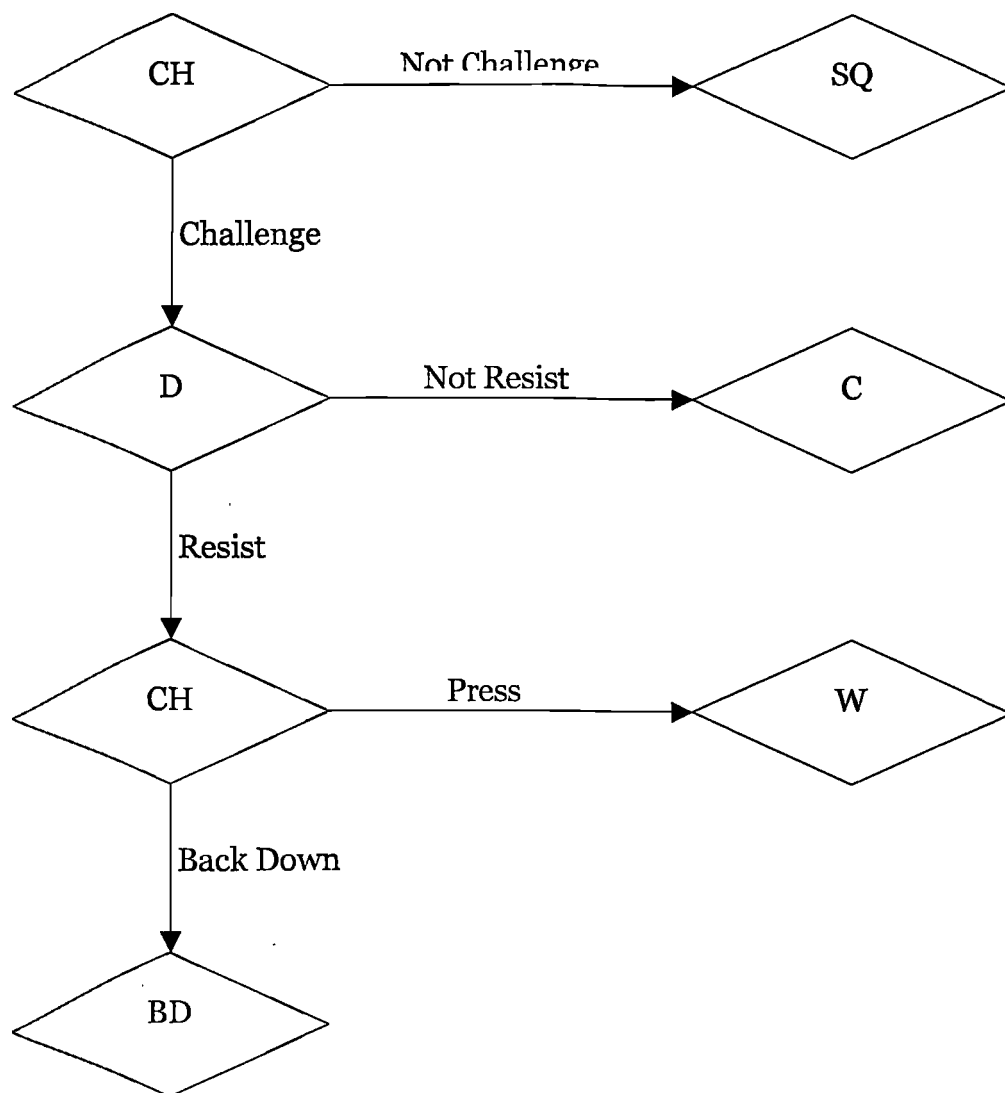 CH
Not Challenge
SQ
Challenge
D
Not Resist
C
Resist
CH
Press
W
Back Down
BD